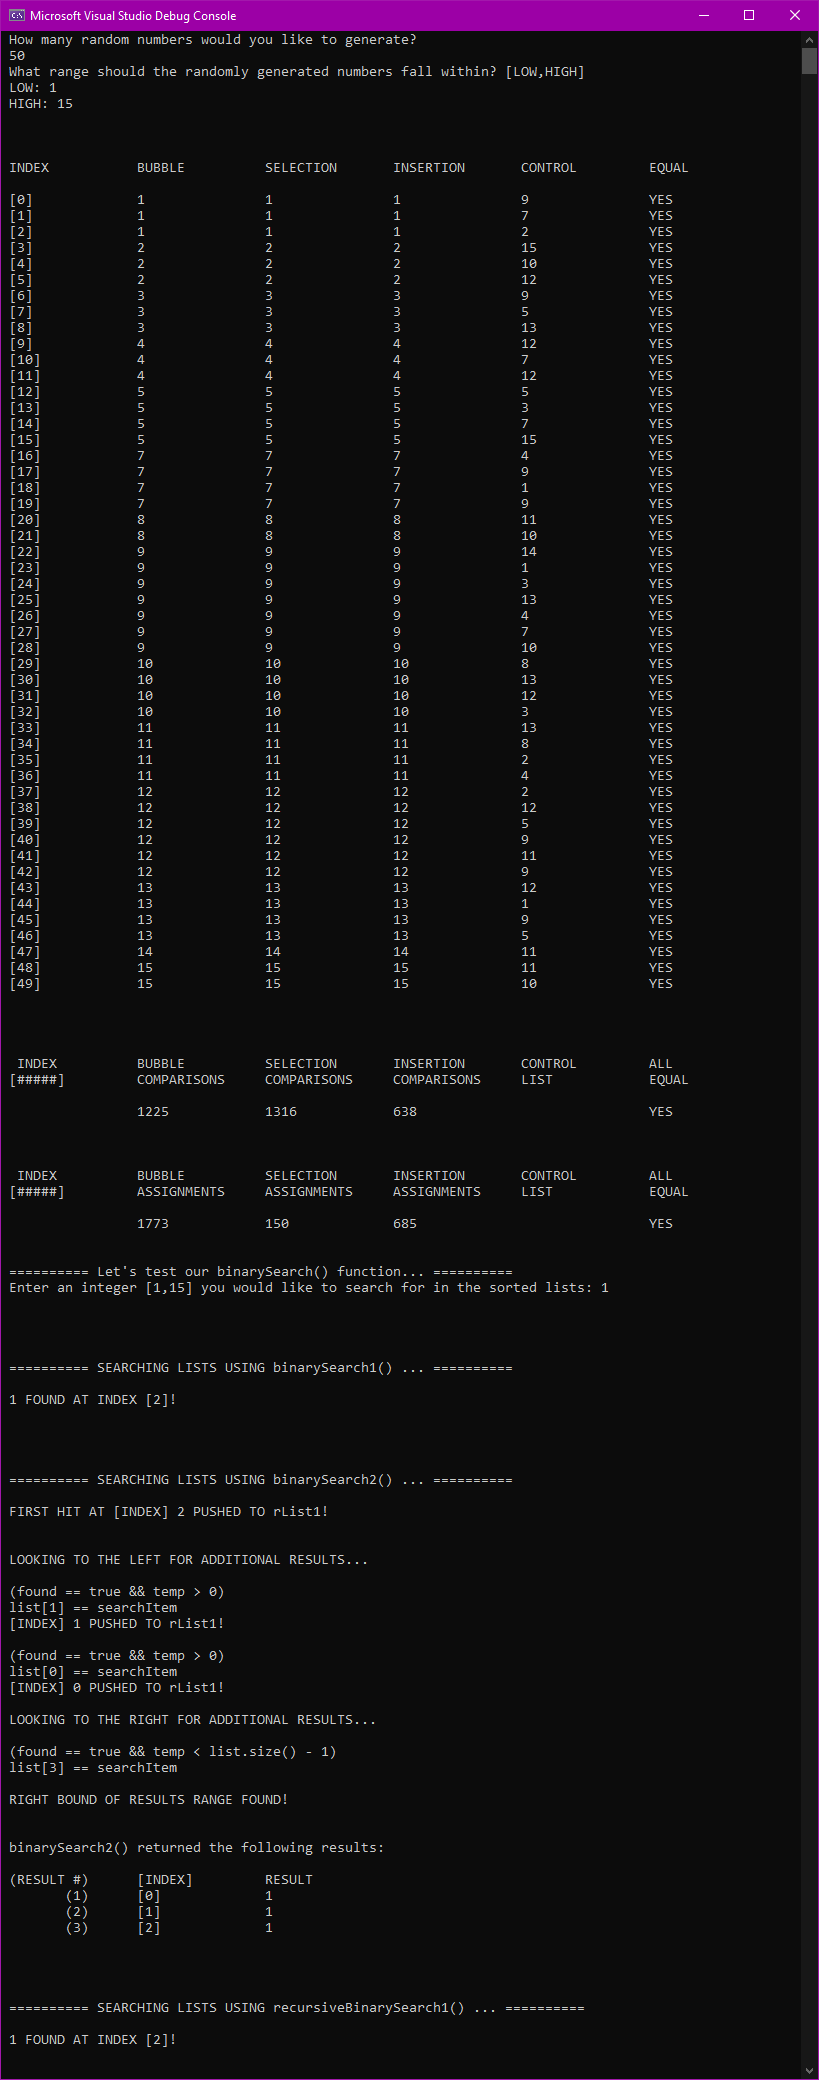 Microsoft Visual Studio Debug Console
How many random numbers would you like to generate?
50
What range should the randomly generated numbers fall within? [LOW,HIGH]
LOW: 1
HIGH: 15
INDEX BUBBLE SELECTION INSERTION CONTROL EQUAL
[0] 1 1 1 9 YES
[1] 1 1 1 7 YES
[2] 1 1 1 2 YES
[3] 2 2 2 15 YES
[4] 2 2 2 10 YES
[5] 2 2 2 12 YES
[6] 3 3 3 9 YES
[7] 3 3 3 5 YES
[8] 3 3 3 13 YES
[9] 4 4 4 12 YES
[10] 4 4 4 7 YES
[11] 4 4 4 12 YES
[12] 5 5 5 5 YES
[13] 5 5 5 3 YES
[14] 5 5 5 7 YES
[15] 5 5 5 15 YES
[16] 7 7 7 4 YES
[17] 7 7 7 9 YES
[18] 7 7 7 1 YES
[19] 7 7 7 9 YES
[20] 8 8 8 11 YES
[21] 8 8 8 10 YES
[22] 9 9 9 14 YES
[23] 9 9 9 1 YES
[24] 9 9 9 3 YES
[25] 9 9 9 13 YES
[26] 9 9 9 4 YES
[27] 9 9 9 7 YES
[28] 9 9 9 10 YES
[29] 10 10 10 8 YES
[30] 10 10 10 13 YES
[31] 10 10 10 12 YES
[32] 10 10 10 3 YES
[33] 11 11 11 13 YES
[34] 11 11 11 8 YES
[35] 11 11 11 2 YES
[36] 11 11 11 4 YES
[37] 12 12 12 2 YES
[38] 12 12 12 12 YES
[39] 12 12 12 5 YES
[40] 12 12 12 9 YES
[41] 12 12 12 11 YES
[42] 12 12 12 9 YES
[43] 13 13 13 12 YES
[44] 13 13 13 1 YES
[45] 13 13 13 9 YES
[46] 13 13 13 5 YES
[47] 14 14 14 11 YES
[48] 15 15 15 11 YES
[49] 15 15 15 10 YES
INDEX BUBBLE SELECTION INSERTION CONTROL ALL
[#####] COMPARISONS COMPARISONS COMPARISONS LIST EQUAL
1225 1316 638 YES
INDEX BUBBLE SELECTION INSERTION CONTROL ALL
[#####] ASSIGNMENTS ASSIGNMENTS ASSIGNMENTS LIST EQUAL
1773 150 685 YES
========== Let's test our binarySearch() function... ==========
Enter an integer [1,15] you would like to search for in the sorted lists: 1
========== SEARCHING LISTS USING binarySearch1() ... ==========
1 FOUND AT INDEX [2]!
========== SEARCHING LISTS USING binarySearch2() ... ==========
FIRST HIT AT [INDEX] 2 PUSHED TO rList1!
LOOKING TO THE LEFT FOR ADDITIONAL RESULTS...
(found == true && temp > 0)
list[1] == searchItem
[INDEX] 1 PUSHED TO rList1!
(found == true && temp > 0)
list[0] == searchItem
[INDEX] 0 PUSHED TO rList1!
LOOKING TO THE RIGHT FOR ADDITIONAL RESULTS...
(found == true && temp < list.size() - 1)
list[3] == searchItem
RIGHT BOUND OF RESULTS RANGE FOUND!
binarySearch2() returned the following results:
(RESULT #) [INDEX] RESULT
(1) [0] 1
(2) [1] 1
(3) [2] 1
========== SEARCHING LISTS USING recursiveBinarySearch1() ... ==========
1 FOUND AT INDEX [2]!